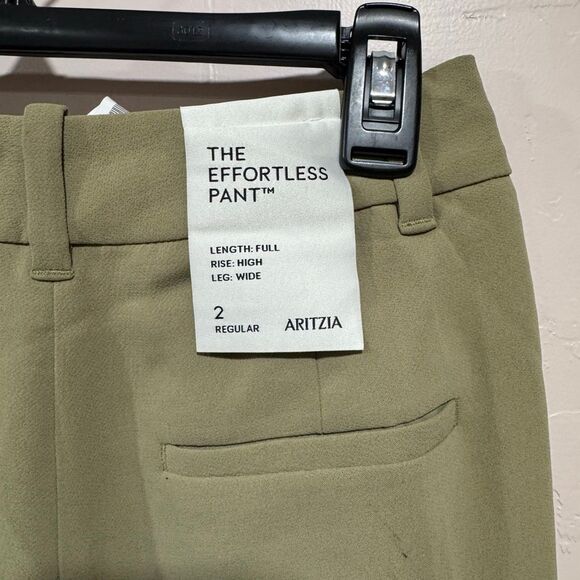 THE
EFFORTLESS
PANT™
LENGTH: FULL
RISE: HIGH
LEG: WIDE
2
REGULAR
ARITZIA